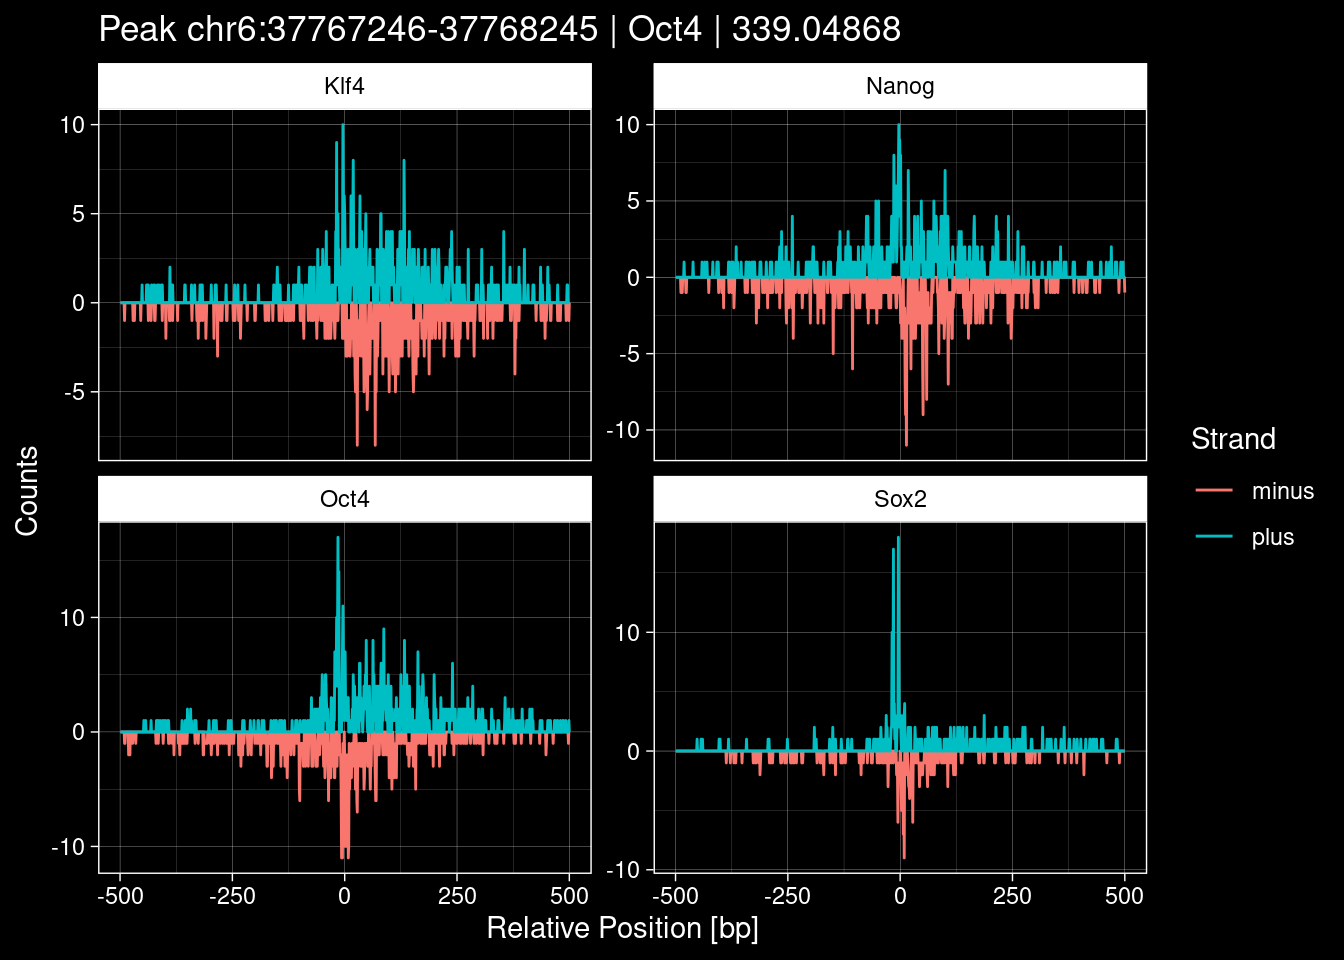 Peak chr6:37767246-37768245 | Oct4 | 339.04868
Klf4
Nanog
10
5
0
-5
10
5
0
-5
-10
Counts
Oct4
Sox2
10
0
-10
10
0
-10
-500 -250 0 250 500
-500 -250 0 250 500
Relative Position [bp]
Strand
minus
plus